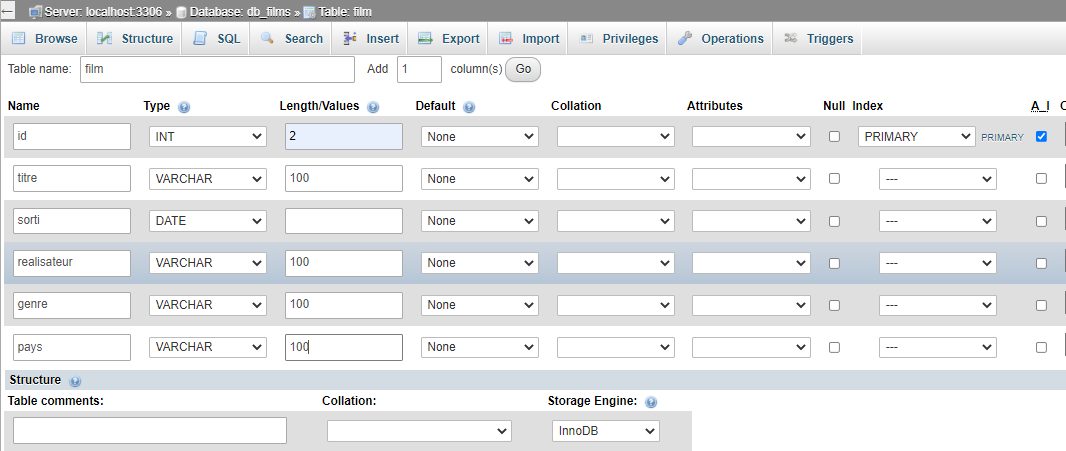 Server: localhost:3306 » Database: db_films » Table: film
Browse Structure SQL Search Insert Export Import Privileges Operations Triggers
Table name: film Add 1 column(s) Go
Name Type Length/Values Default Collation Attributes Null Index A_I
id INT 2 None PRIMARY PRIMARY
titre VARCHAR 100 None ---
sorti DATE None ---
realisateur VARCHAR 100 None ---
genre VARCHAR 100 None ---
pays VARCHAR 100 None ---
Structure
Table comments: Collation: Storage Engine:
InnoDB